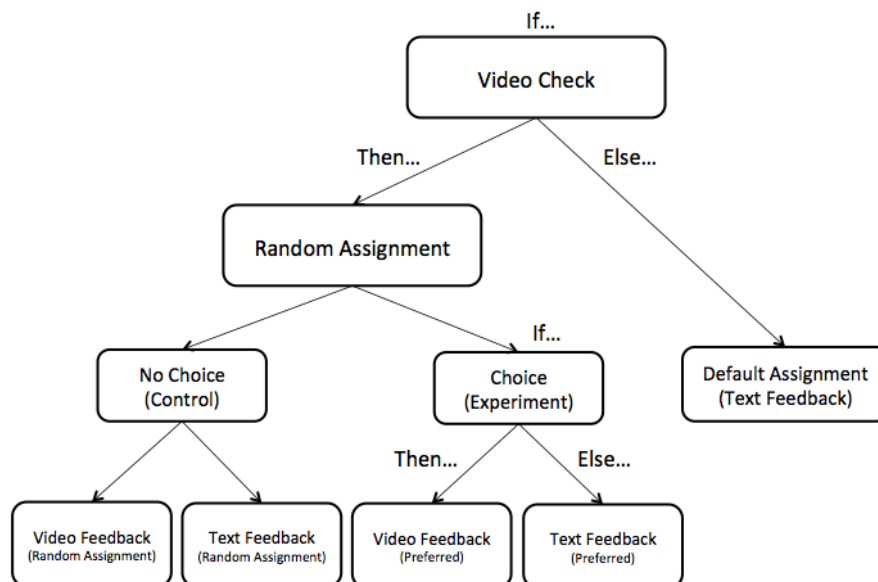 If...
Video Check
Then...
Else...
Random Assignment
No Choice
(Control)
If...
Choice
(Experiment)
Default Assignment
(Text Feedback)
Then...
Else...
Video Feedback
(Random Assignment)
Text Feedback
(Random Assignment)
Video Feedback
(Preferred)
Text Feedback
(Preferred)